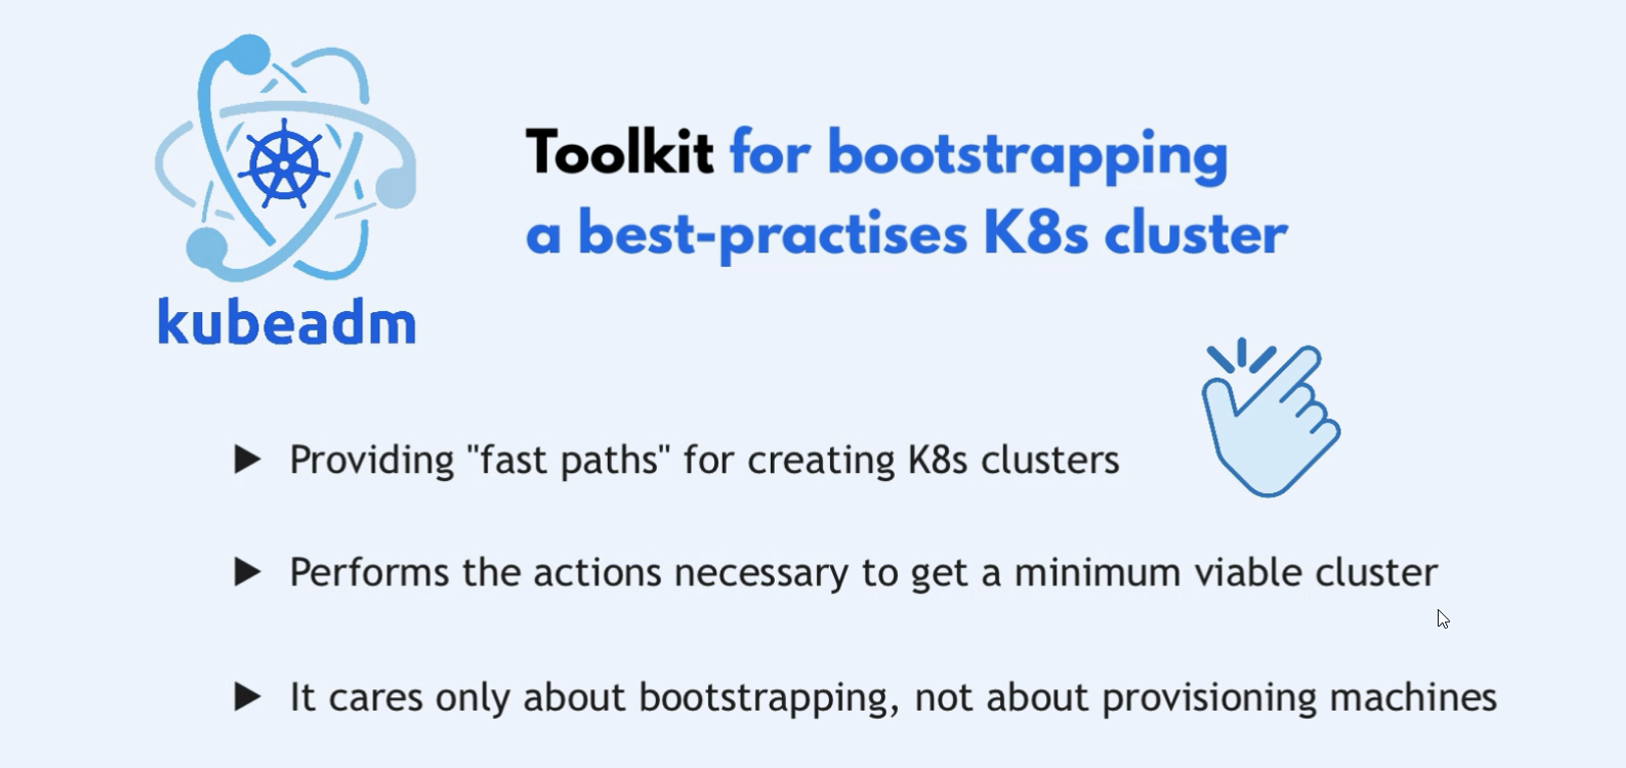 kubeadm
Toolkit for bootstrapping
a best-practises K8s cluster
Providing "fast paths" for creating K8s clusters
Performs the actions necessary to get a minimum viable cluster
It cares only about bootstrapping, not about provisioning machines